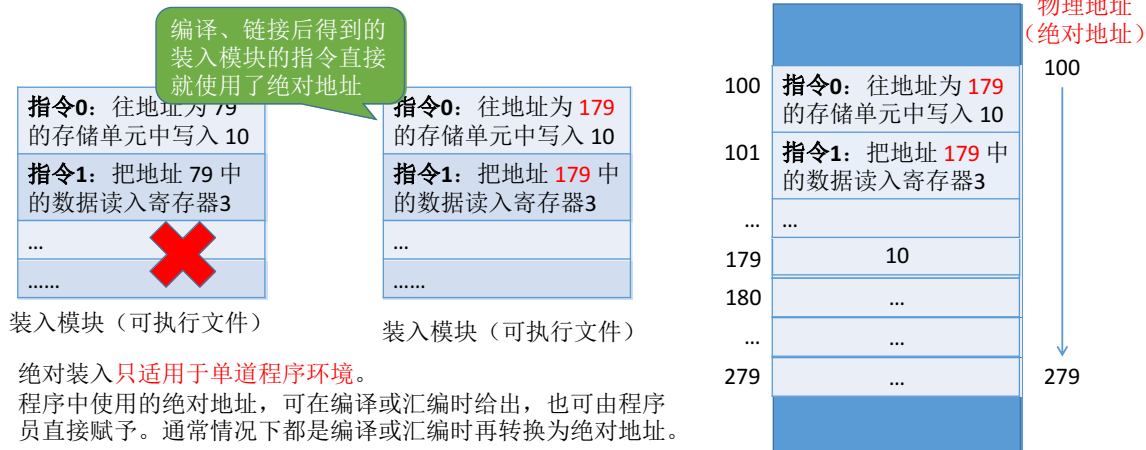 编译、链接后得到的
装入模块的指令直接
就使用了绝对地址
指令0：往地址为 79
的存储单元中写入 10
指令1：把地址 79 中
的数据读入寄存器3
...
......
装入模块（可执行文件）
指令0：往地址为 179
的存储单元中写入 10
指令1：把地址 179 中
的数据读入寄存器3
...
......
装入模块（可执行文件）
绝对装入只适用于单道程序环境。
程序中使用的绝对地址，可在编译或汇编时给出，也可由程序
员直接赋予。通常情况下都是编译或汇编时再转换为绝对地址。
物理地址
（绝对地址）
100
指令0：往地址为 179
的存储单元中写入 10
101
指令1：把地址 179 中
的数据读入寄存器3
... ...
179 10
180 ...
... ...
279 ...
100
279